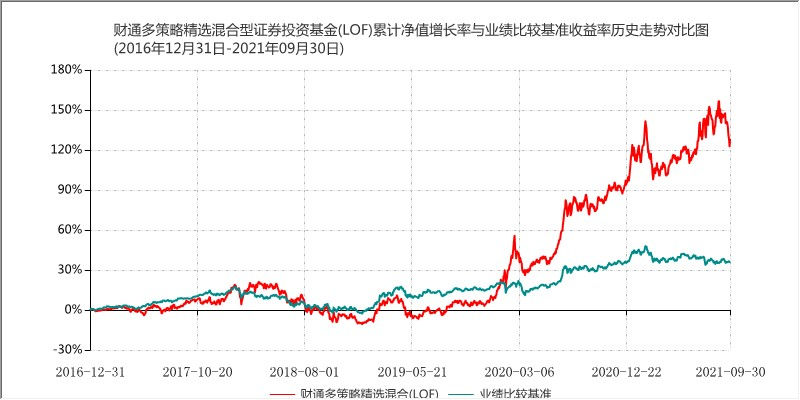 财通多策略精选混合型证券投资基金(LOF)累计净值增长率与业绩比较基准收益率历史走势对比图
(2016年12月31日-2021年09月30日)
180%
150%
120%
90%
60%
30%
0%
-30%
2016-12-31 2017-10-20 2018-08-01 2019-05-21 2020-03-06 2020-12-22 2021-09-30
财通多策略精选混合(LOF) 业绩比较基准